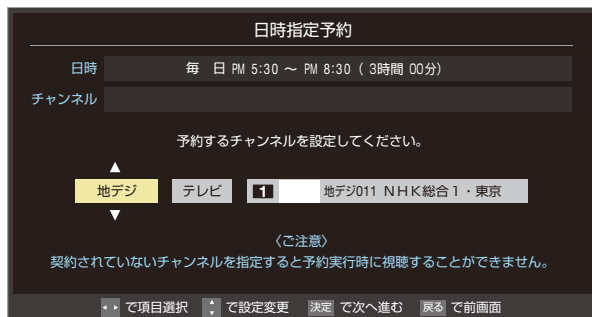 日時指定予約
日時 毎 日 PM 5:30 ～ PM 8:30 ( 3時間 00分)
チャンネル
予約するチャンネルを設定してください。
地デジ テレビ 1 地デジ011 NHK総合1・東京
〈ご注意〉
契約されていないチャンネルを指定すると予約実行時に視聴することができません。
で項目選択 で設定変更 決定 で次へ進む 戻る で前画面